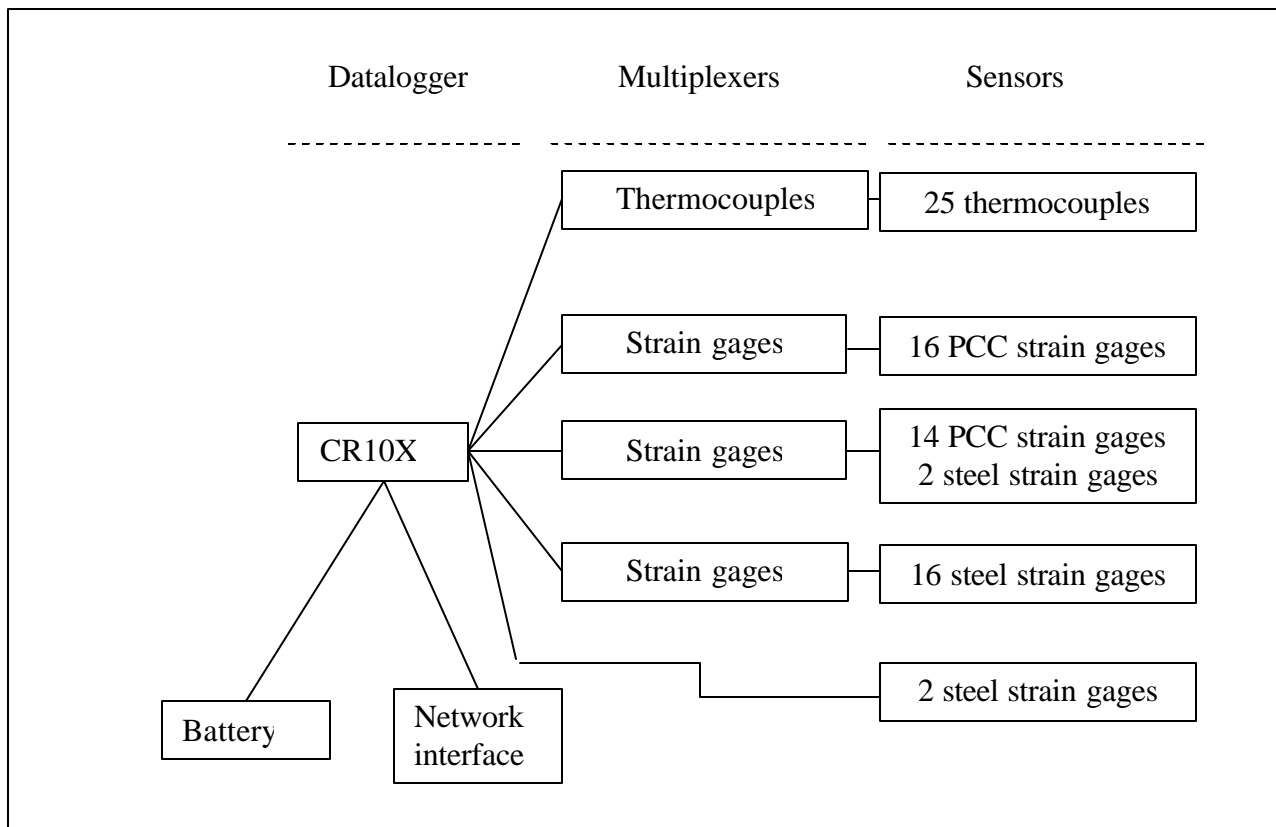 Datalogger
Multiplexers
Sensors
Thermocouples
25 thermocouples
Strain gages
16 PCC strain gages
CR10X
Strain gages
14 PCC strain gages
2 steel strain gages
Strain gages
16 steel strain gages
2 steel strain gages
Battery
Network
interface